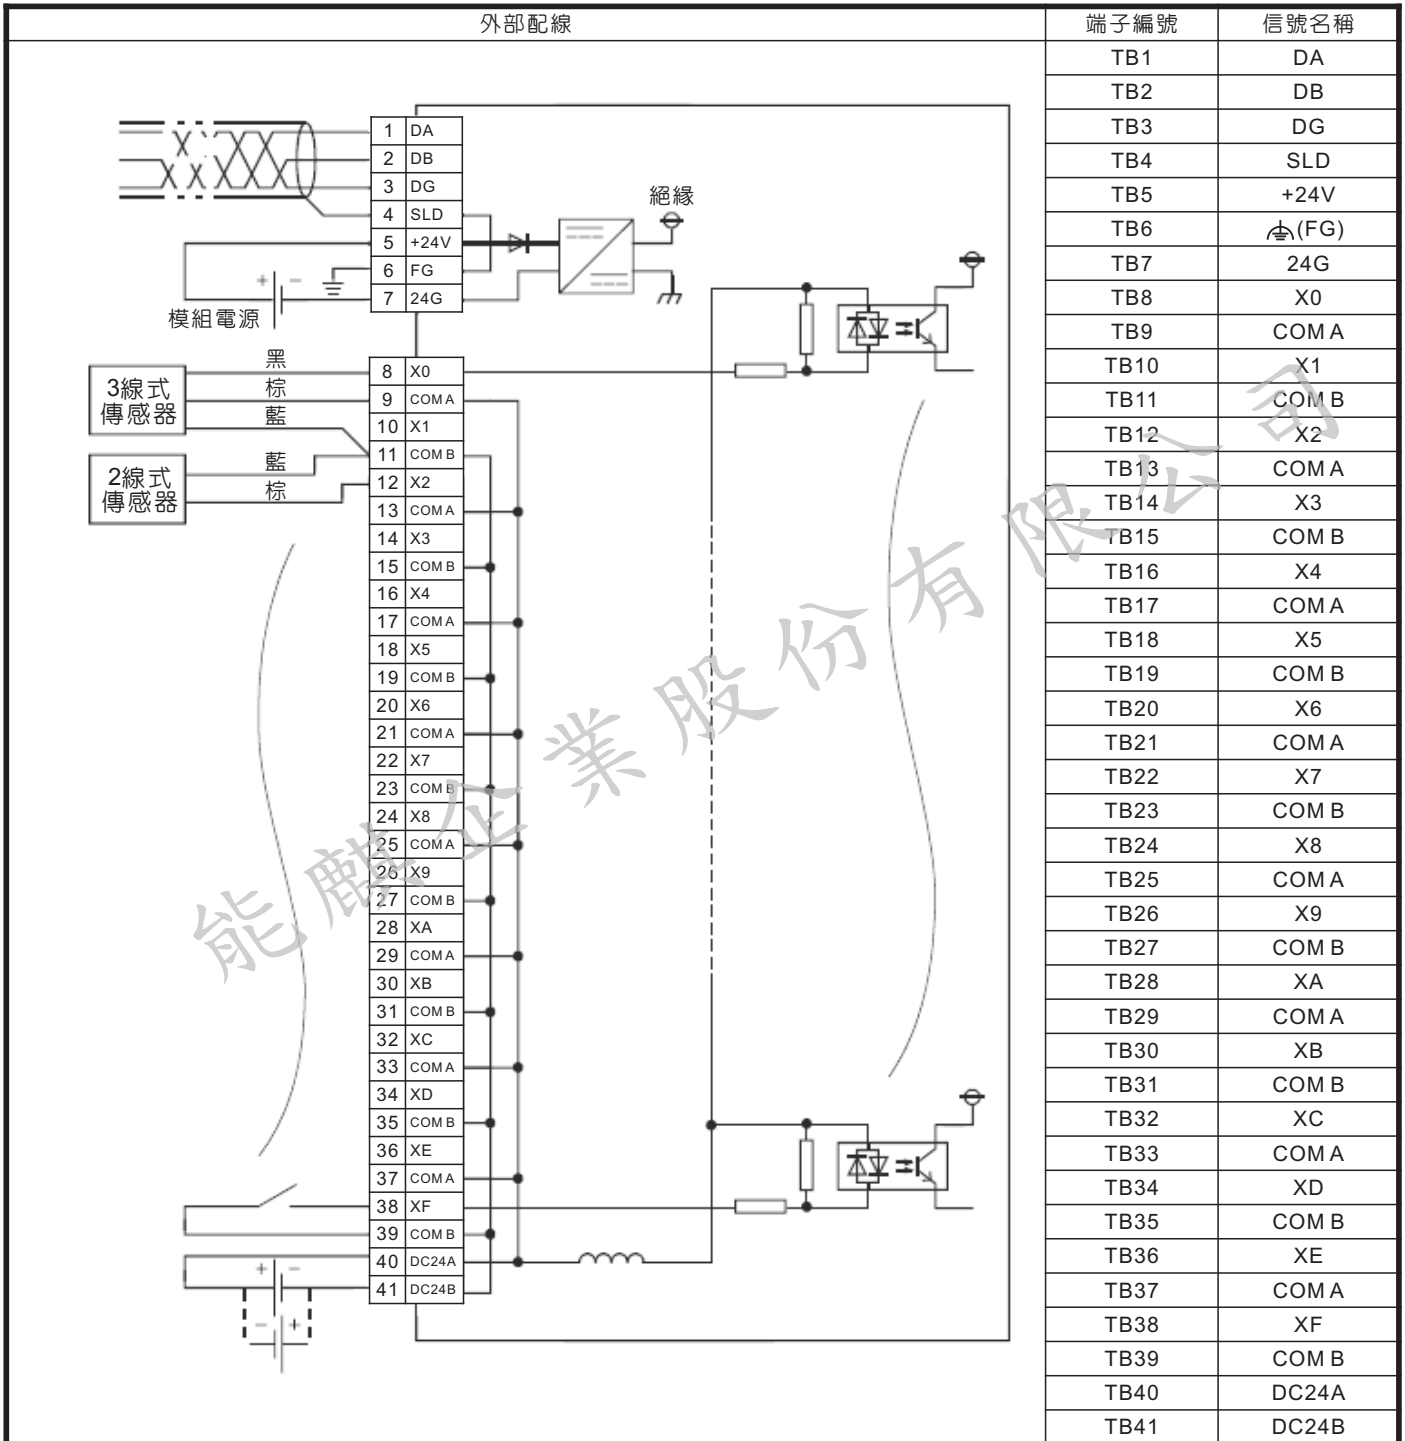 外部配線 端子編號 信號名稱
TB1 DA
TB2 DB
TB3 DG
TB4 SLD
TB5 +24V
TB6 (FG)
TB7 24G
TB8 X0
TB9 COM A
TB10 X1
TB11 COM B
TB12 X2
TB13 COM A
TB14 X3
TB15 COM B
TB16 X4
TB17 COM A
TB18 X5
TB19 COM B
TB20 X6
TB21 COM A
TB22 X7
TB23 COM B
TB24 X8
TB25 COM A
TB26 X9
TB27 COM B
TB28 XA
TB29 COM A
TB30 XB
TB31 COM B
TB32 XC
TB33 COM A
TB34 XD
TB35 COM B
TB36 XE
TB37 COM A
TB38 XF
TB39 COM B
TB40 DC24A
TB41 DC24B
1 DA
2 DB
3 DG
4 SLD
5 +24V
6 FG
7 24G
絕緣
+ −
模組電源
8 X0
9 COM A
10 X1
11 COM B
12 X2
13 COM A
14 X3
15 COM B
16 X4
17 COM A
18 X5
19 COM B
20 X6
21 COM A
22 X7
23 COM B
24 X8
25 COM A
26 X9
27 COM B
28 XA
29 COM A
30 XB
31 COM B
32 XC
33 COM A
34 XD
35 COM B
36 XE
37 COM A
38 XF
39 COM B
40 DC24A
41 DC24B
3線式
傳感器
黑
棕
藍
2線式
傳感器
藍
棕
+ −
− +
能麒企業股份有限公司